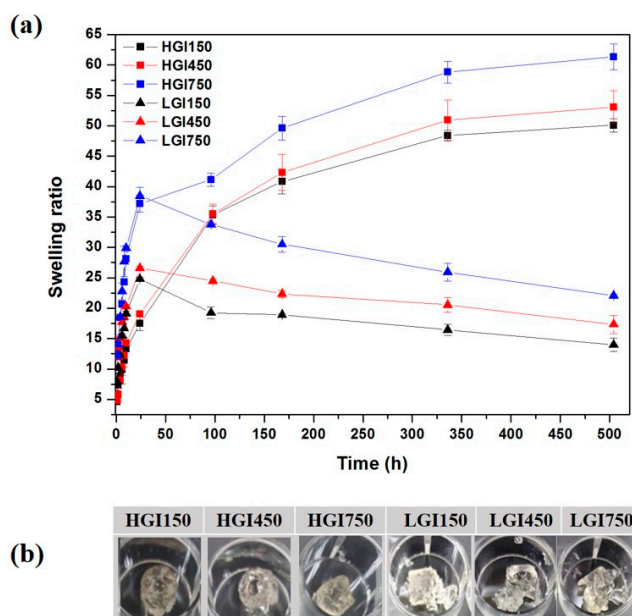 (a)
65
60
55
50
45
40
35
30
25
20
15
10
5
Swelling ratio
HGI150
HGI450
HGI750
LGI150
LGI450
LGI750
0 50 100 150 200 250 300 350 400 450 500
Time (h)
HGI150 HGI450 HGI750 LGI150 LGI450 LGI750
(b)